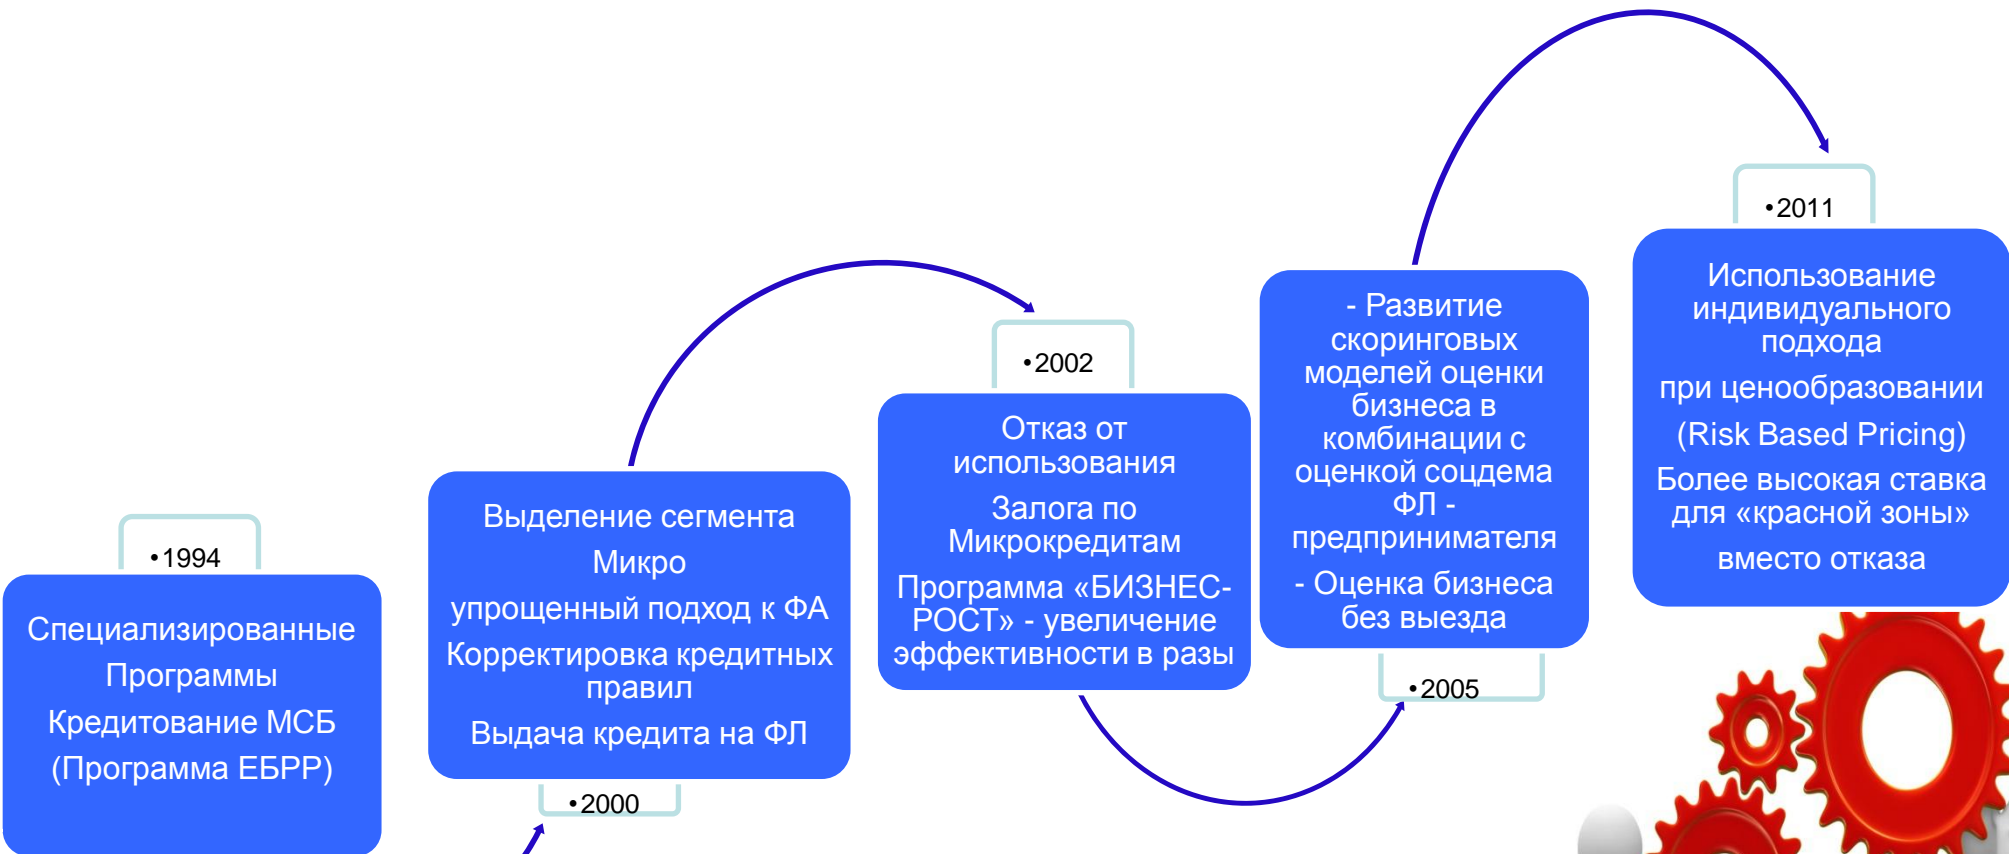 •1994
Специализированные
Программы
Кредитование МСБ
(Программа ЕБРР)
Выделение сегмента
Микро
упрощенный подход к ФА
Корректировка кредитных
правил
Выдача кредита на ФЛ
•2000
•2002
Отказ от
использования
Залога по
Микрокредитам
Программа «БИЗНЕС-
РОСТ» - увеличение
эффективности в разы
- Развитие
скоринговых
моделей оценки
бизнеса в
комбинации с
оценкой соцдема
ФЛ -
предпринимателя
- Оценка бизнеса
без выезда
•2005
•2011
Использование
индивидуального
подхода
при ценообразовании
(Risk Based Pricing)
Более высокая ставка
для «красной зоны»
вместо отказа